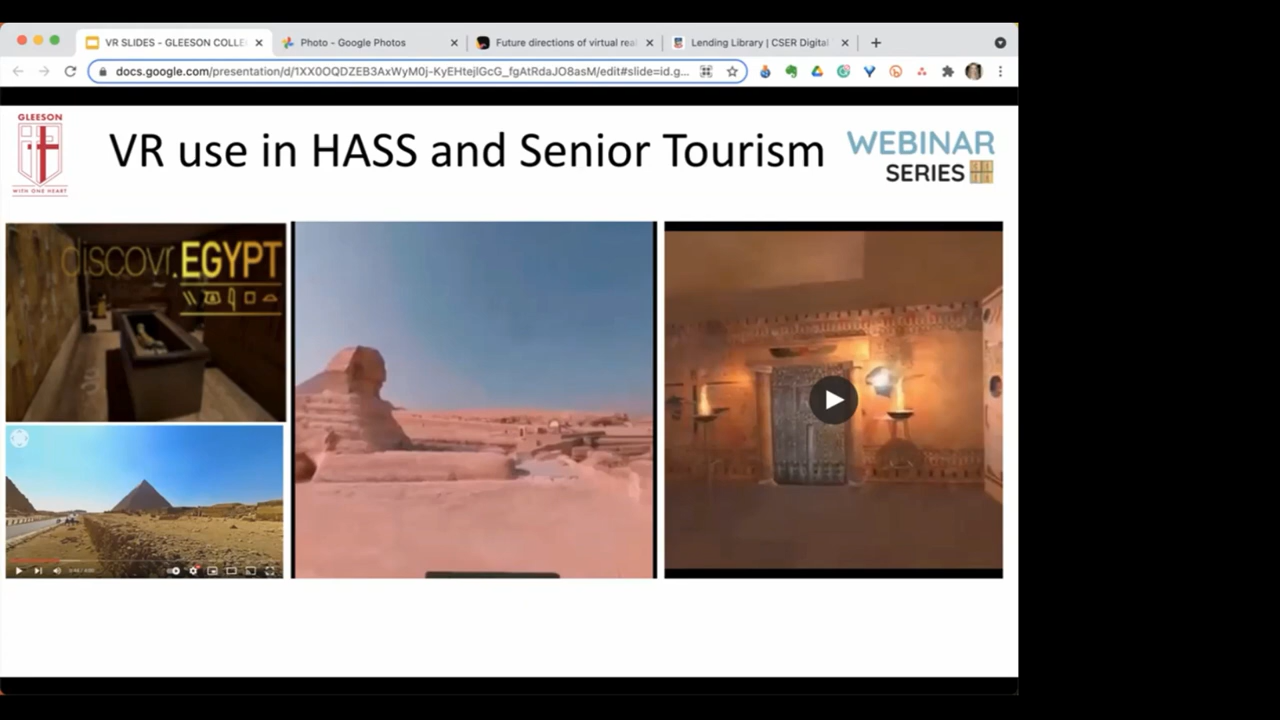 VR SLIDES - GLEESON COLLE
Photo - Google Photos
Future directions of virtual rea
Lending Library | CSER Digital
docs.google.com/presentation/d/1XX0OQDZEB3AxWyM0j-KyEHtejlGcG_fgAtRdaJO8asM/edit#slide=id.g...
GLEESON
WITH ONE HEART
VR use in HASS and Senior Tourism
WEBINAR
SERIES
discovr.EGYPT